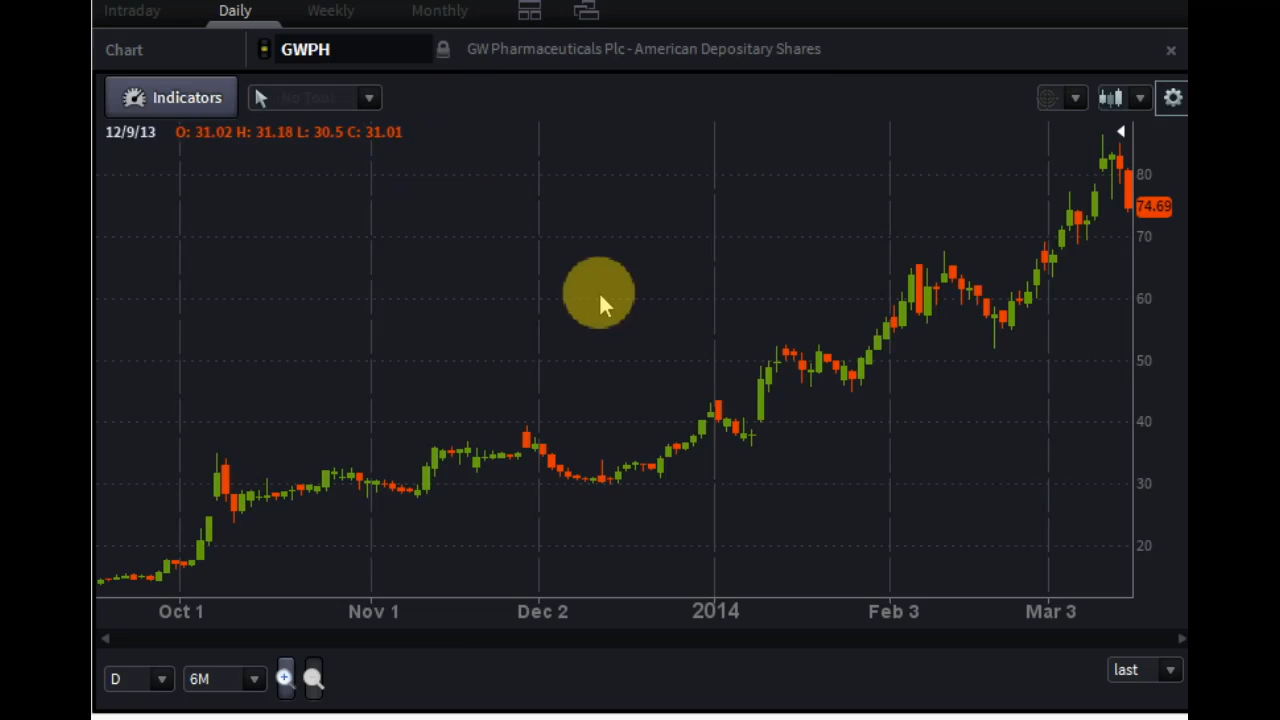 Intraday Daily Weekly Monthly
Chart GWPH GW Pharmaceuticals Plc - American Depositary Shares
Indicators No Tool
12/9/13 O: 31.02 H: 31.18 L: 30.5 C: 31.01
80
74.69
70
60
50
40
30
20
Oct 1 Nov 1 Dec 2 2014 Feb 3 Mar 3
D 6M last